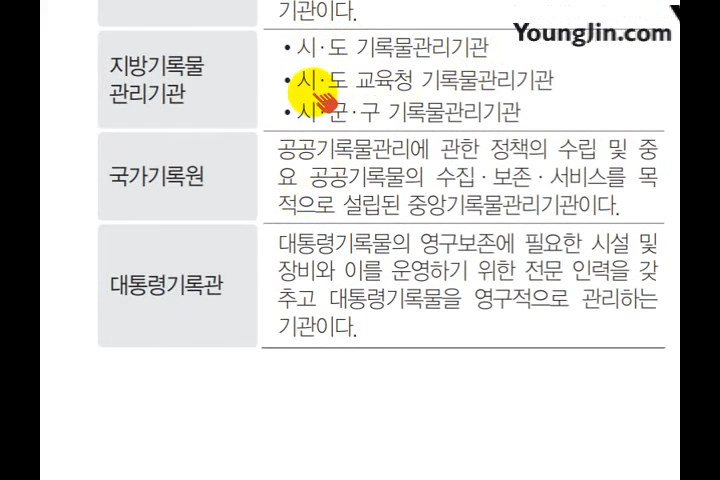 기관이다.
YoungJin.com
지방기록물
관리기관
• 시·도 기록물관리기관
• 시·도 교육청 기록물관리기관
• 시·군·구 기록물관리기관
국가기록원
공공기록물관리에 관한 정책의 수립 및 중
요 공공기록물의 수집·보존·서비스를 목
적으로 설립된 중앙기록물관리기관이다.
대통령기록관
대통령기록물의 영구보존에 필요한 시설 및
장비와 이를 운영하기 위한 전문 인력을 갖
추고 대통령기록물을 영구적으로 관리하는
기관이다.